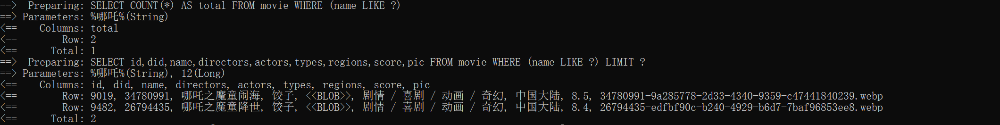 ==>  Preparing: SELECT COUNT(*) AS total FROM movie WHERE (name LIKE ?)
==> Parameters: %哪吒%(String)
<==    Columns: total
<==        Row: 2
<==      Total: 1
==>  Preparing: SELECT id,did,name,directors,actors,types,regions,score,pic FROM movie WHERE (name LIKE ?) LIMIT ?
==> Parameters: %哪吒%(String), 12(Long)
<==    Columns: id, did, name, directors, actors, types, regions, score, pic
<==        Row: 9019, 34780991, 哪吒之魔童闹海, 饺子, <<BLOB>>, 剧情 / 喜剧 / 动画 / 奇幻, 中国大陆, 8.5, 34780991-9a285778-2d33-4340-9359-c47441840239.webp
<==        Row: 9482, 26794435, 哪吒之魔童降世, 饺子, <<BLOB>>, 剧情 / 喜剧 / 动画 / 奇幻, 中国大陆, 8.4, 26794435-edfbf90c-b240-4929-b6d7-7baf96853ee8.webp
<==      Total: 2